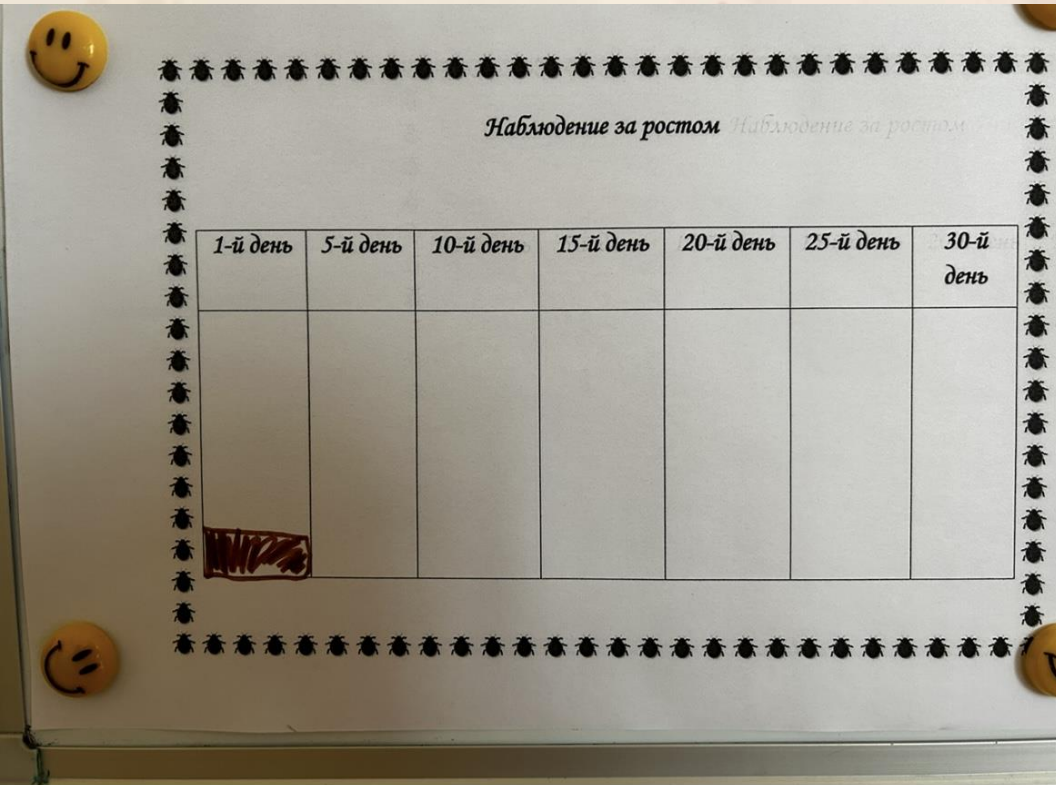 Наблюдение за ростом
1-й день 5-й день 10-й день 15-й день 20-й день 25-й день 30-й
день